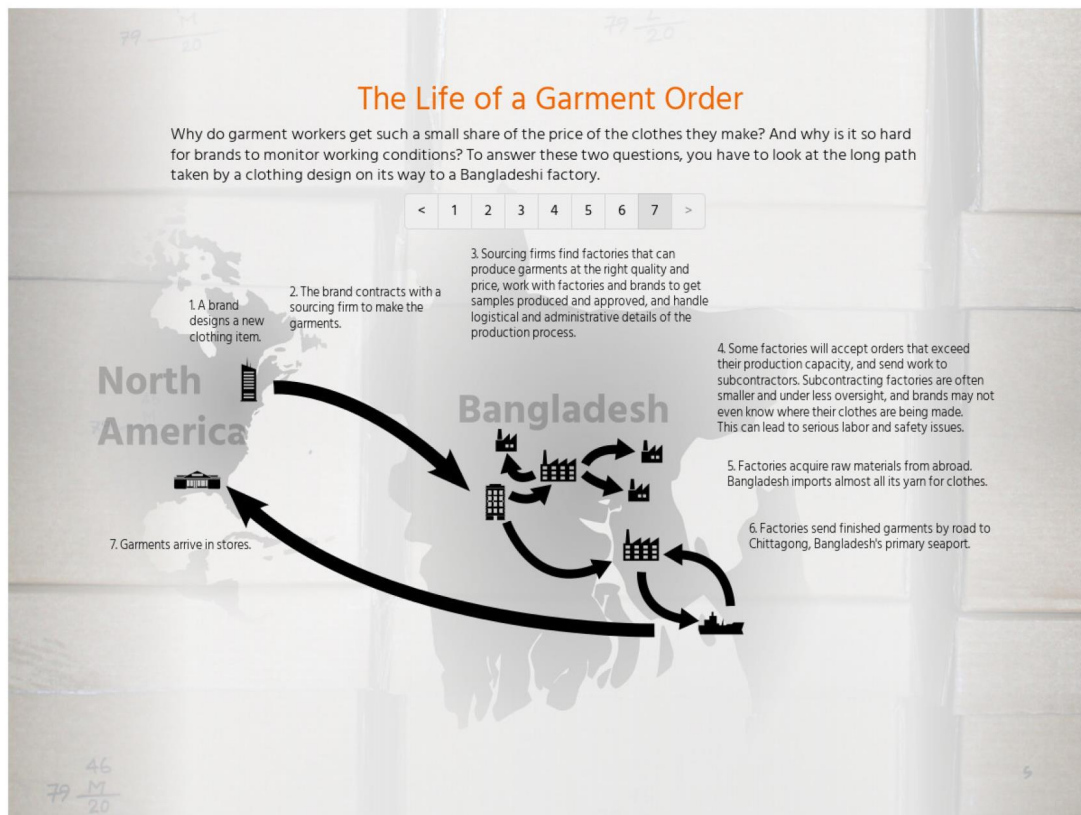 79 20
79 L 20
The Life of a Garment Order
Why do garment workers get such a small share of the price of the clothes they make? And why is it so hard
for brands to monitor working conditions? To answer these two questions, you have to look at the long path
taken by a clothing design on its way to a Bangladeshi factory.
< 1 2 3 4 5 6 7 >
3. Sourcing firms find factories that can
produce garments at the right quality and
price, work with factories and brands to get
samples produced and approved, and handle
logistical and administrative details of the
production process.
2. The brand contracts with a
sourcing firm to make the
garments.
1. A brand
designs a new
clothing item.
4. Some factories will accept orders that exceed
their production capacity, and send work to
subcontractors. Subcontracting factories are often
smaller and under less oversight, and brands may not
even know where their clothes are being made.
This can lead to serious labor and safety issues.
North
America
Bangladesh
5. Factories acquire raw materials from abroad.
Bangladesh imports almost all its yarn for clothes.
6. Factories send finished garments by road to
Chittagong, Bangladesh's primary seaport.
7. Garments arrive in stores.
46
79 M
20